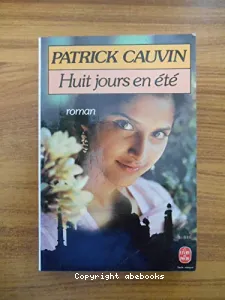 PATRICK CAUVIN
Huit jours en été
roman
Copyright abebooks